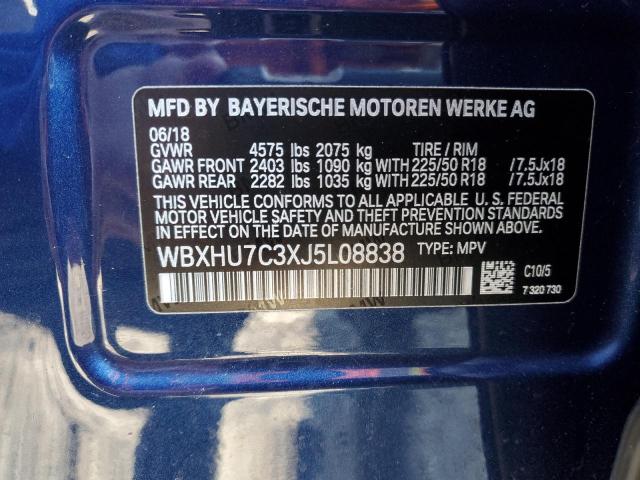 MFD BY BAYERISCHE MOTOREN WERKE AG
06/18
GVWR 4575 lbs 2075 kg TIRE / RIM
GAWR FRONT 2403 lbs 1090 kg WITH 225/50 R18 /7.5Jx18
GAWR REAR 2282 lbs 1035 kg WITH 225/50 R18 /7.5Jx18
THIS VEHICLE CONFORMS TO ALL APPLICABLE U. S. FEDERAL
MOTOR VEHICLE SAFETY AND THEFT PREVENTION STANDARDS
IN EFFECT ON THE DATE OF MANUFACTURE SHOWN ABOVE.
WBXHU7C3XJ5L08838 TYPE: MPV
C10/5
7 320 730